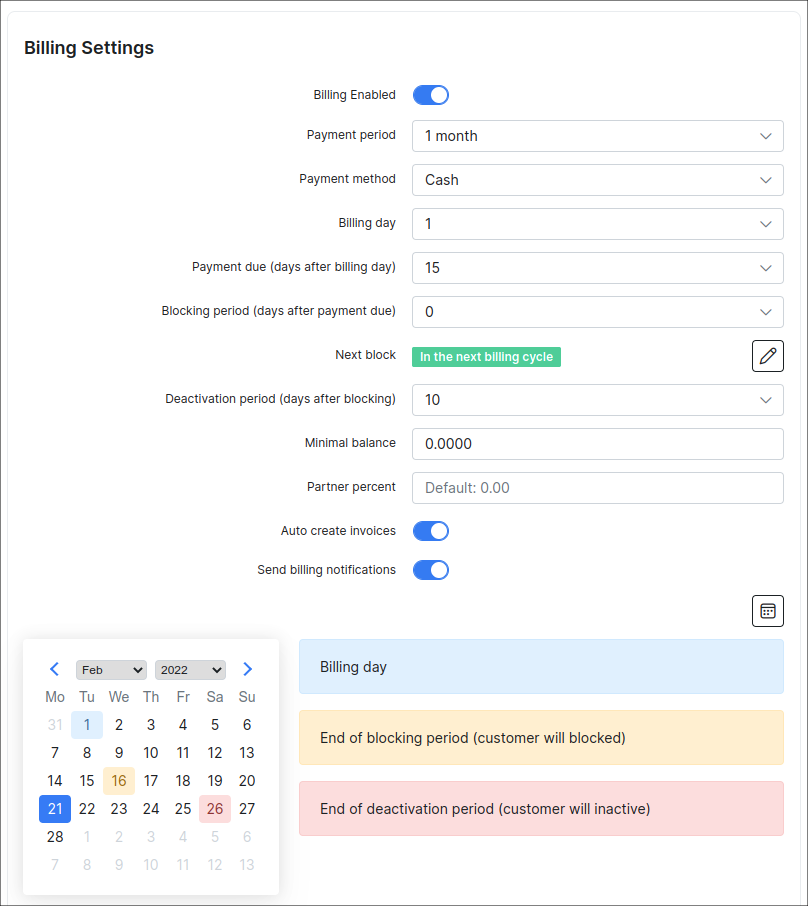 Billing Settings
Billing Enabled
Payment period 1 month
Payment method Cash
Billing day 1
Payment due (days after billing day) 15
Blocking period (days after payment due) 0
Next block In the next billing cycle
Deactivation period (days after blocking) 10
Minimal balance 0.0000
Partner percent Default: 0.00
Auto create invoices
Send billing notifications
Feb 2022
Mo Tu We Th Fr Sa Su
31 1 2 3 4 5 6
7 8 9 10 11 12 13
14 15 16 17 18 19 20
21 22 23 24 25 26 27
28 1 2 3 4 5 6
7 8 9 10 11 12 13
Billing day
End of blocking period (customer will blocked)
End of deactivation period (customer will inactive)